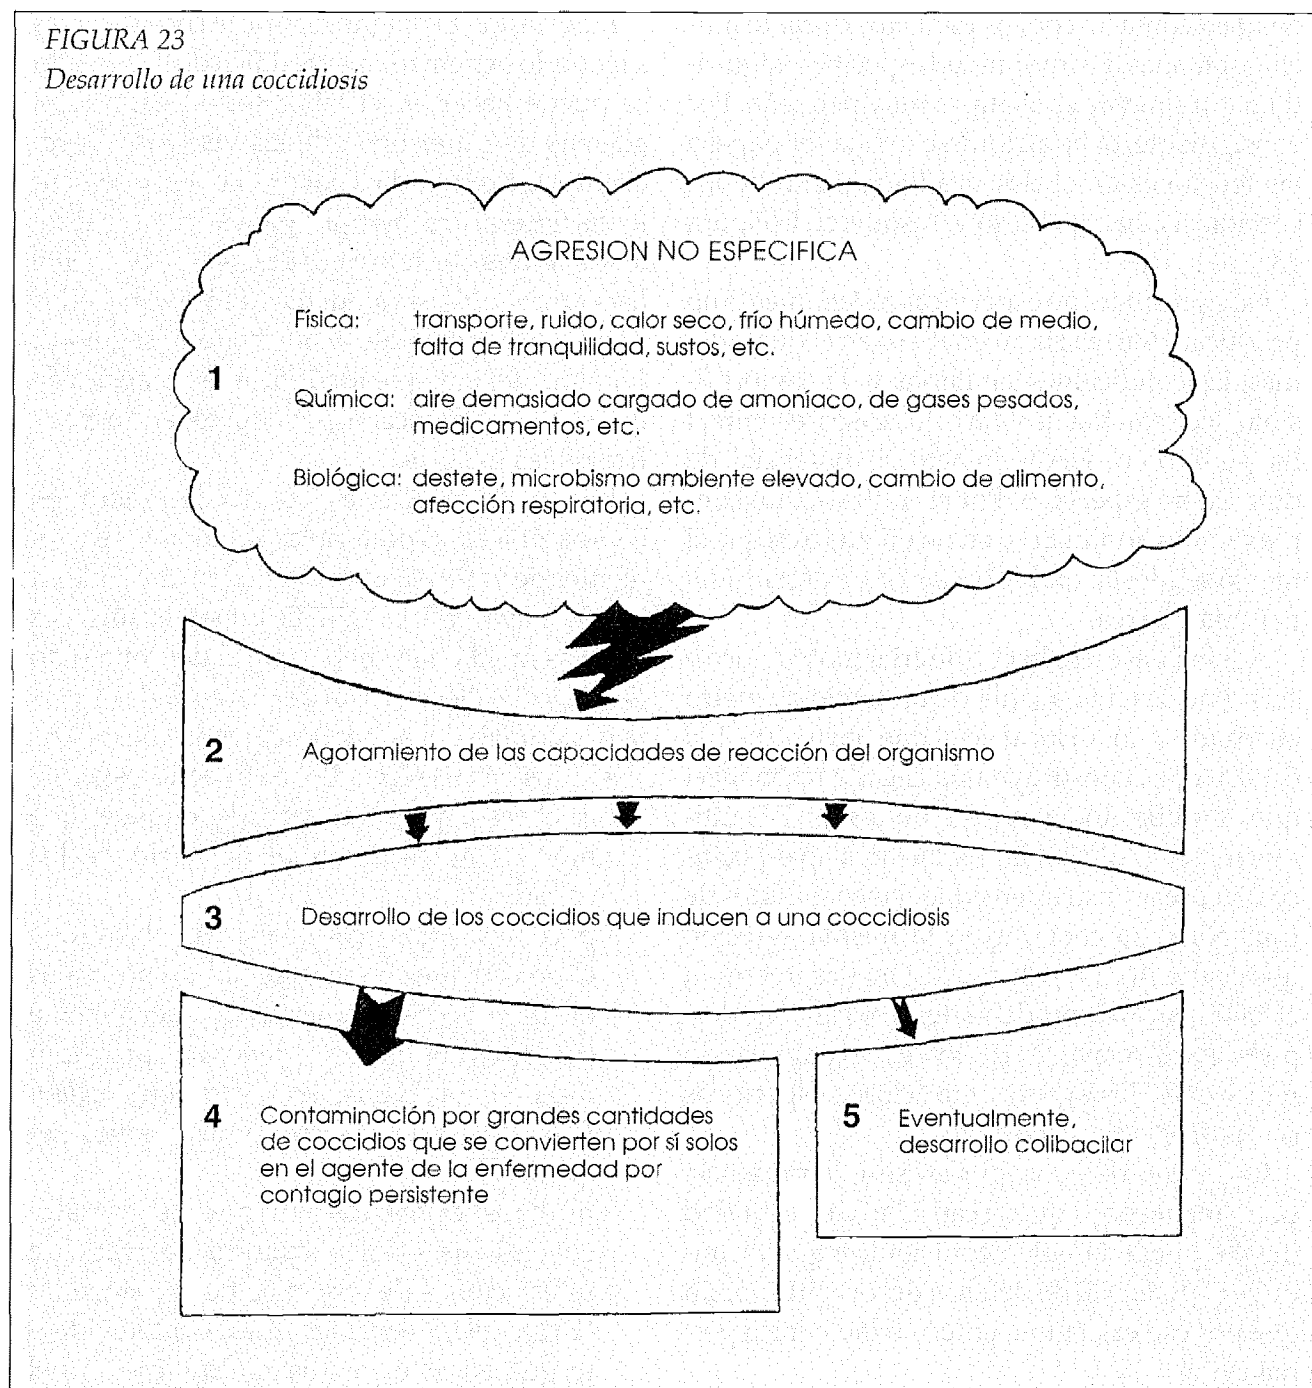 FIGURA 23
Desarrollo de una coccidiosis
AGRESION NO ESPECIFICA
1
Física: transporte, ruido, calor seco, frío húmedo, cambio de medio,
falta de tranquilidad, sustos, etc.
Química: aire demasiado cargado de amoníaco, de gases pesados,
medicamentos, etc.
Biológica: destete, microbismo ambiente elevado, cambio de alimento,
afección respiratoria, etc.
2 Agotamiento de las capacidades de reacción del organismo
3 Desarrollo de los coccidios que inducen a una coccidiosis
4 Contaminación por grandes cantidades
de coccidios que se convierten por sí solos
en el agente de la enfermedad por
contagio persistente
5 Eventualmente,
desarrollo colibacilar